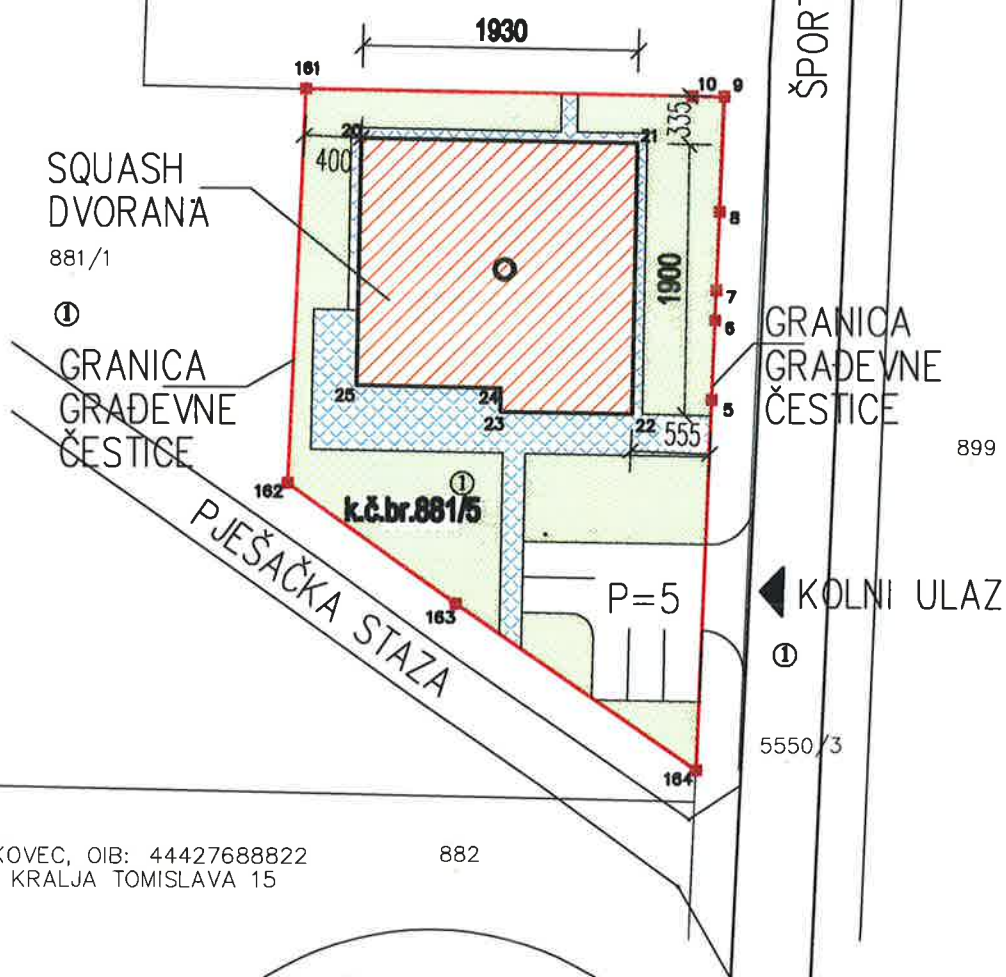 1930
ŠPORT
161
10
9
335
20
21
400
SQUASH
DVORANA
881/1
8
1900
7
6
①
GRANICA
GRAĐEVNE
ČESTICE
GRANICA
GRAĐEVNE
ČESTICE
25
24
23
22
5
555
899
162
①
k.č.br.881/5
PJEŠAČKA STAZA
163
P=5
KOLNI ULAZ
①
5550/3
164
KOVEC, OIB: 44427688822
KRALJA TOMISLAVA 15
882